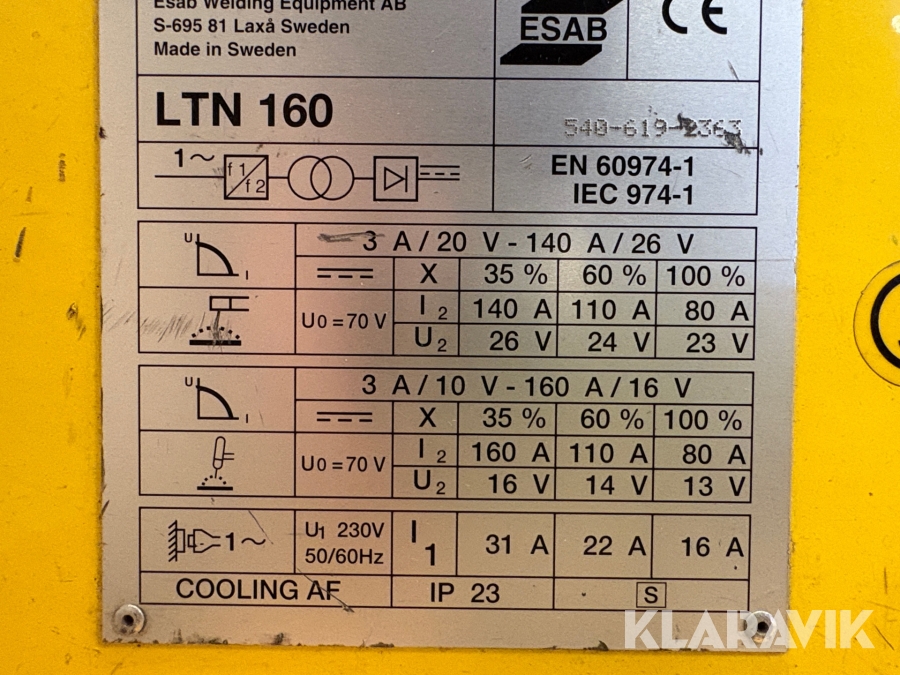 Esab Welding Equipment AB
S-695 81 Laxå Sweden
Made in Sweden
ESAB
CE
LTN 160
540-619-2363
1~
f1
f2
EN 60974-1
IEC 974-1
U
I
3 A / 20 V - 140 A / 26 V
X 35 % 60 % 100 %
U0 = 70 V
I2 140 A 110 A 80 A
U2 26 V 24 V 23 V
U
I
3 A / 10 V - 160 A / 16 V
X 35 % 60 % 100 %
U0 = 70 V
I2 160 A 110 A 80 A
U2 16 V 14 V 13 V
1~
U1 230V
50/60Hz
I1 31 A 22 A 16 A
COOLING AF IP 23 S
KLARAVIK